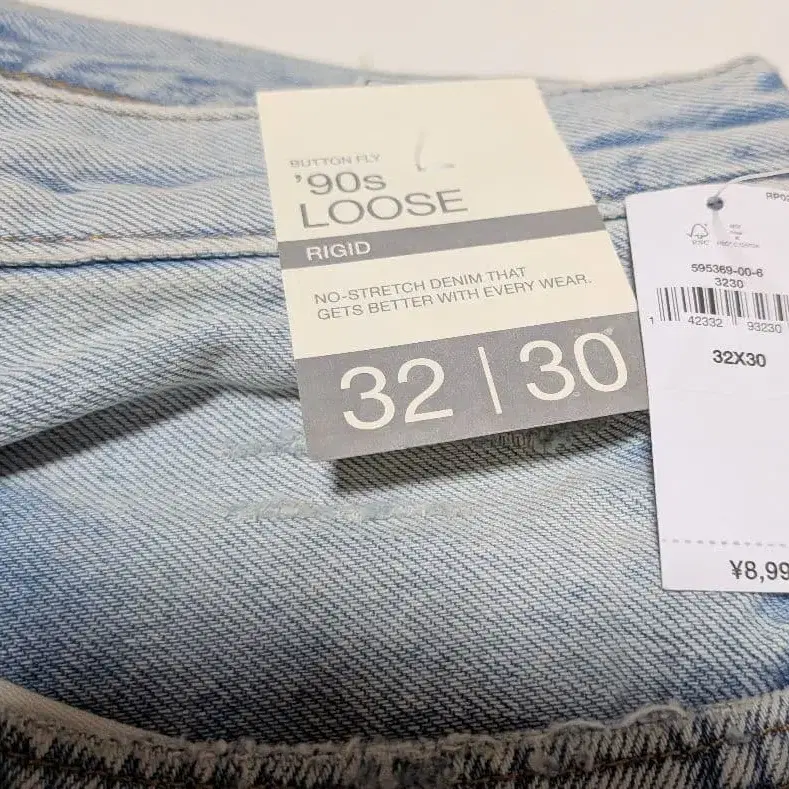 BUTTON FLY
'90s
LOOSE
RIGID
NO-STRETCH DENIM THAT
GETS BETTER WITH EVERY WEAR.
32 | 30
FSC
595369-00-6
3230
1 42332 93230
32X30
¥8,99